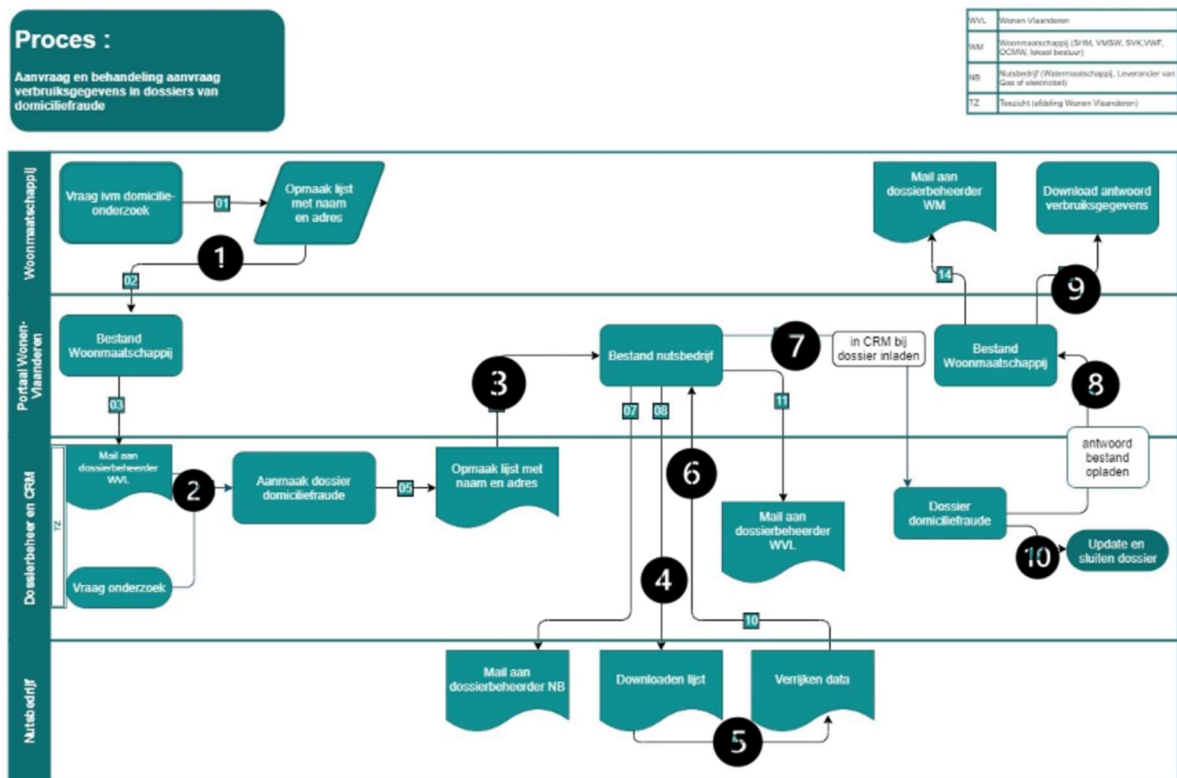 Proces :
Aanvraag en behandeling aanvraag
verbruiksgegevens in dossiers van
domiciliefraude
WVL Wonen-Vlaanderen
WM Woonmaatschappij (SHM, VMSW, SVK,VWF,
OCMW, lokaal bestuur)
NB Nutsbedrijf (Watermaatschappij, Leverancier van
Gas of elektriciteit)
TZ Toezicht (afdeling Wonen Vlaanderen)
Woonmaatschappij
Vraag ivm domicilie-
onderzoek
01
Opmaak lijst
met naam
en adres
1
02
Mail aan
dossierbeheerder
WM
Download antwoord
verbruiksgegevens
14
9
Portaal Wonen-
Vlaanderen
Bestand
Woonmaatschappij
03
3
Bestand nutsbedrijf
07
08
6
7
11
in CRM bij
dossier inladen
Bestand
Woonmaatschappij
8
antwoord
bestand
opladen
Dossierbeheer en CRM
TZ
Mail aan
dossierbeheerder
WVL
2
Vraag onderzoek
Aanmaak dossier
domiciliefraude
05
Opmaak lijst met
naam en adres
4
Mail aan
dossierbeheerder
WVL
Dossier
domiciliefraude
10
Update en
sluiten dossier
10
Nutsbedrijf
Mail aan
dossierbeheerder NB
Downloaden lijst
5
Verrijken data